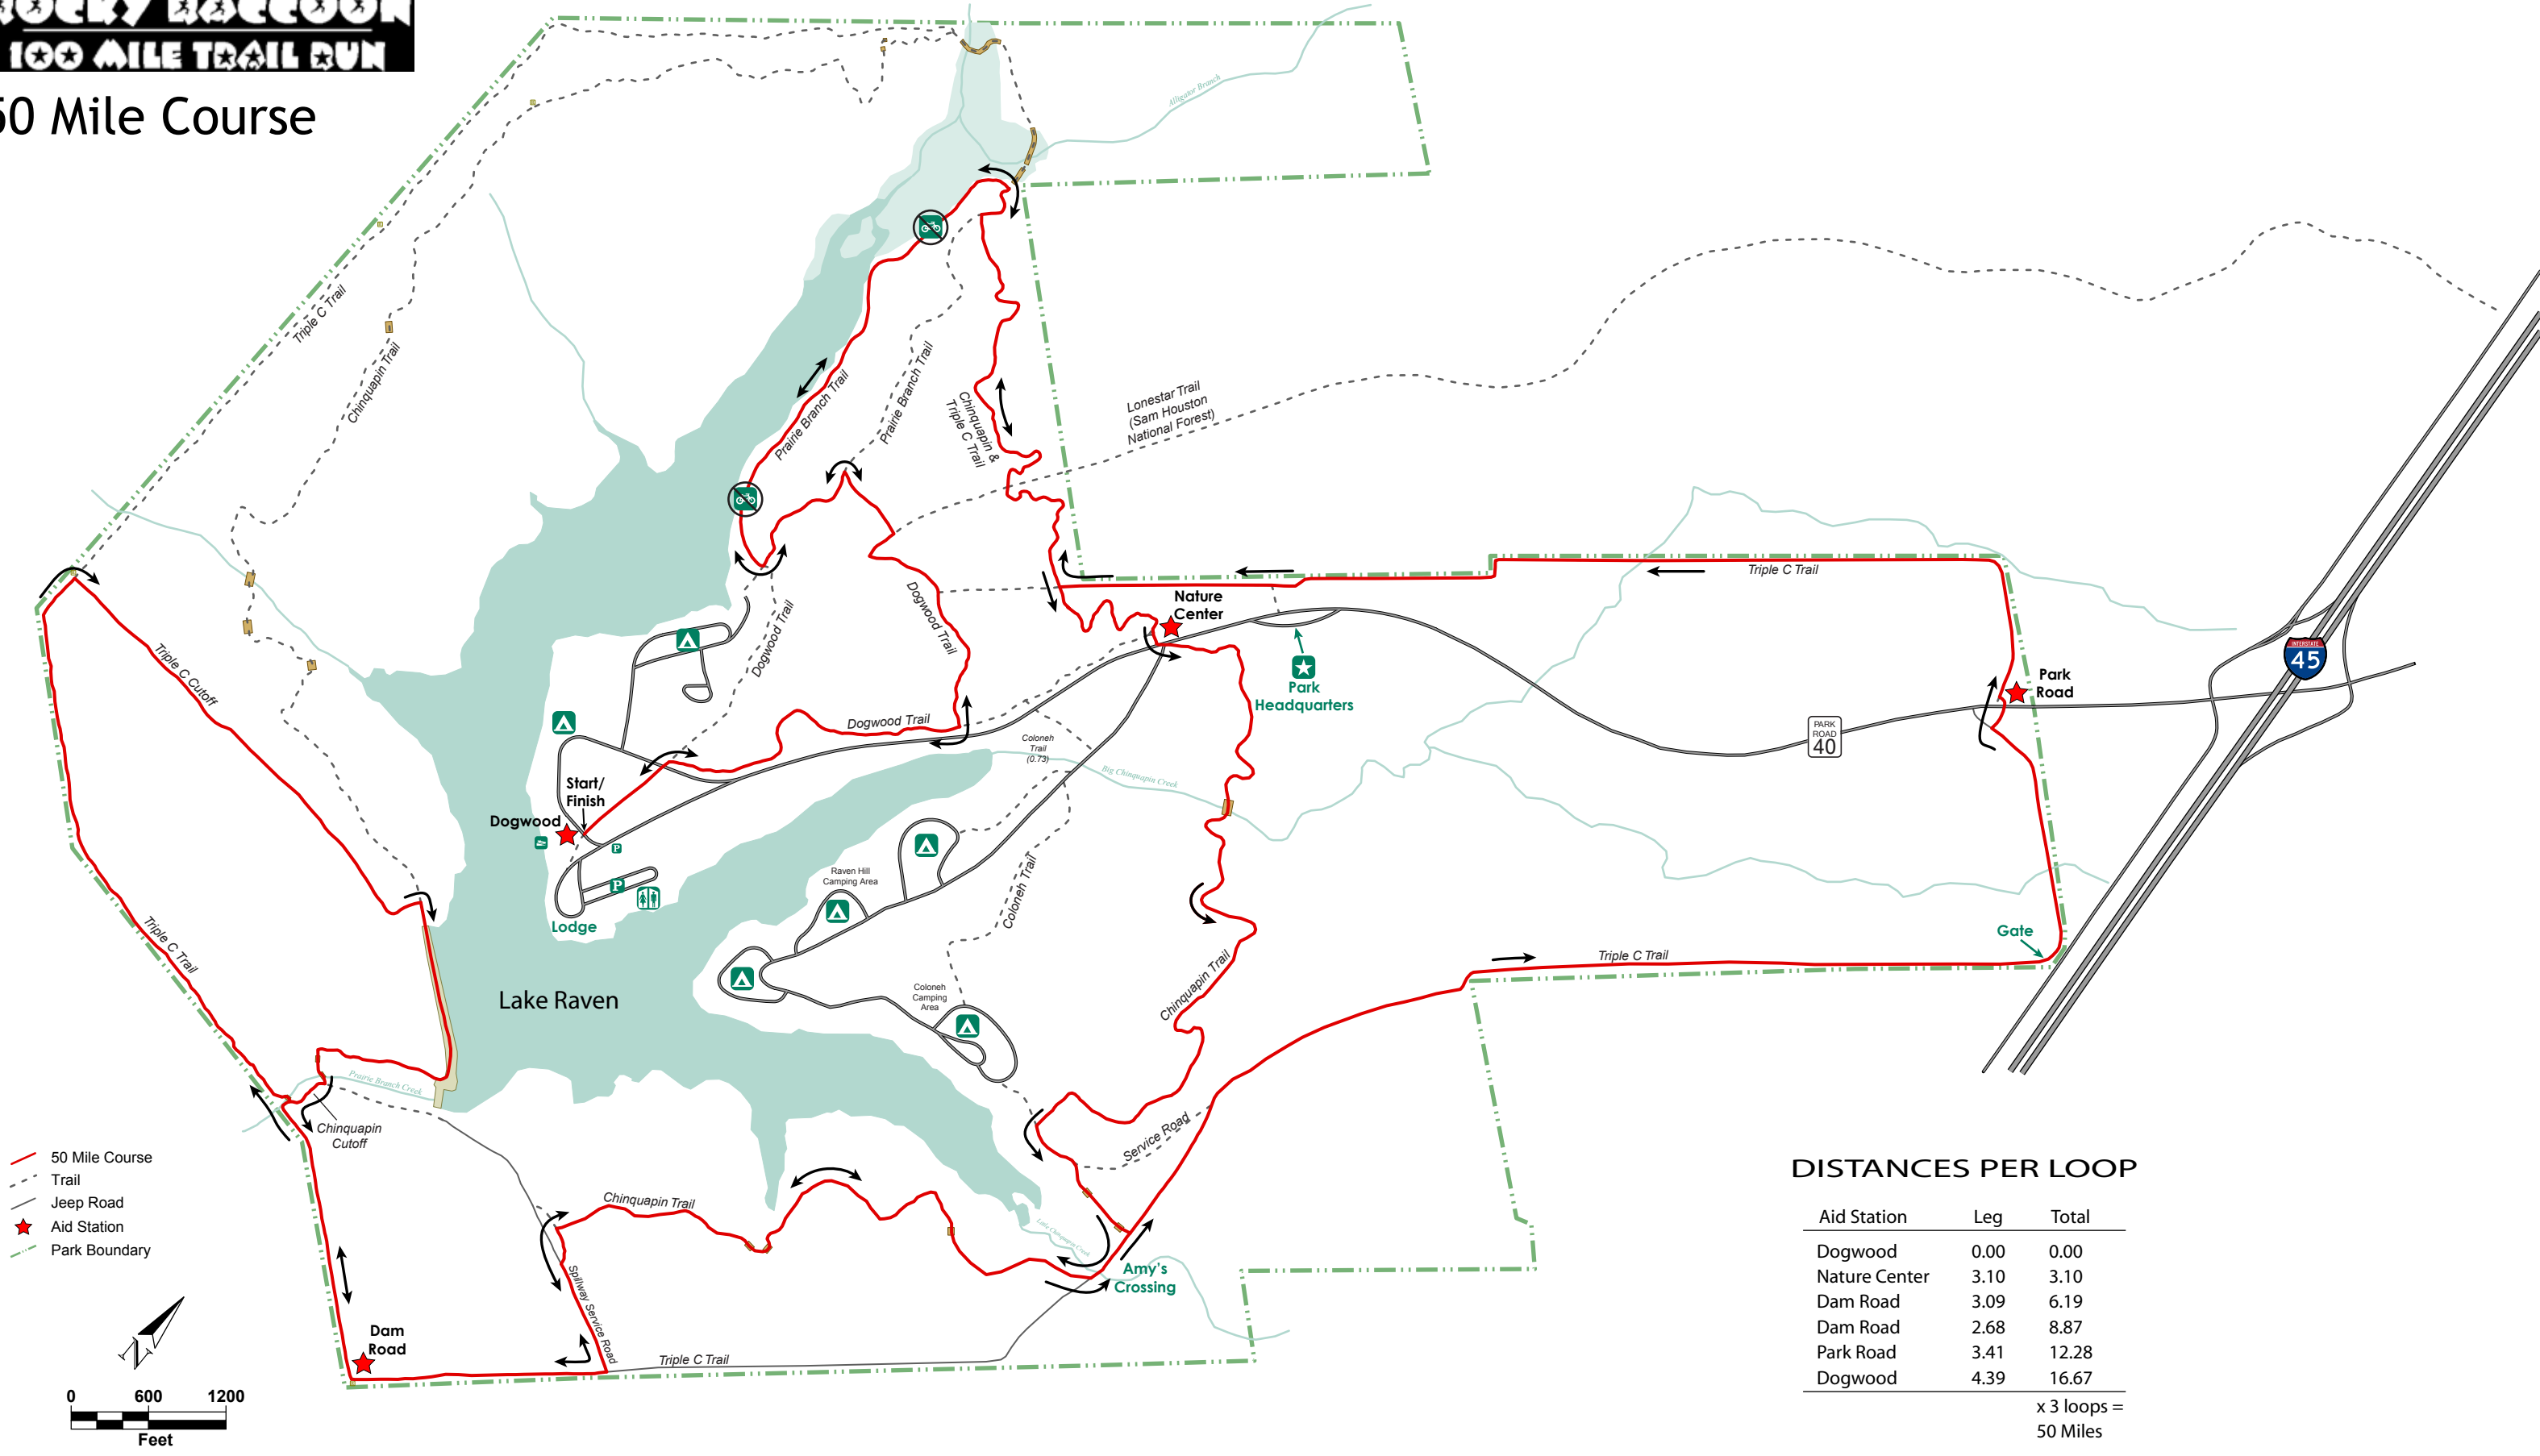 ROCKY RACCOON
100 MILE TRAIL RUN
50 Mile Course
Alligator Branch
Triple C Trail
Chinquapin Trail
Prairie Branch Trail
Prairie Branch Trail
Chinquapin &
Triple C Trail
Lonestar Trail
(Sam Houston
National Forest)
Triple C Trail
Nature
Center
Dogwood Trail
Dogwood Trail
Triple C Cutoff
Park
Headquarters
Park
Road
INTERSTATE
45
PARK
ROAD
40
Dogwood Trail
Coloneh
Trail
(0.73)
Big Chinquapin Creek
Start/
Finish
Dogwood
P
P
Lodge
Raven Hill
Camping Area
Coloneh Trail
Triple C Trail
Gate
Triple C Trail
Lake Raven
Coloneh
Camping
Area
Chinquapin Trail
Prairie Branch Creek
Chinquapin
Cutoff
Service Road
Chinquapin Trail
Little Chinquapin Creek
Amy's
Crossing
Spillway Service Road
Dam
Road
Triple C Trail
50 Mile Course
Trail
Jeep Road
Aid Station
Park Boundary
N
0 600 1200
Feet
DISTANCES PER LOOP
Aid Station Leg Total
Dogwood 0.00 0.00
Nature Center 3.10 3.10
Dam Road 3.09 6.19
Dam Road 2.68 8.87
Park Road 3.41 12.28
Dogwood 4.39 16.67
x 3 loops =
50 Miles